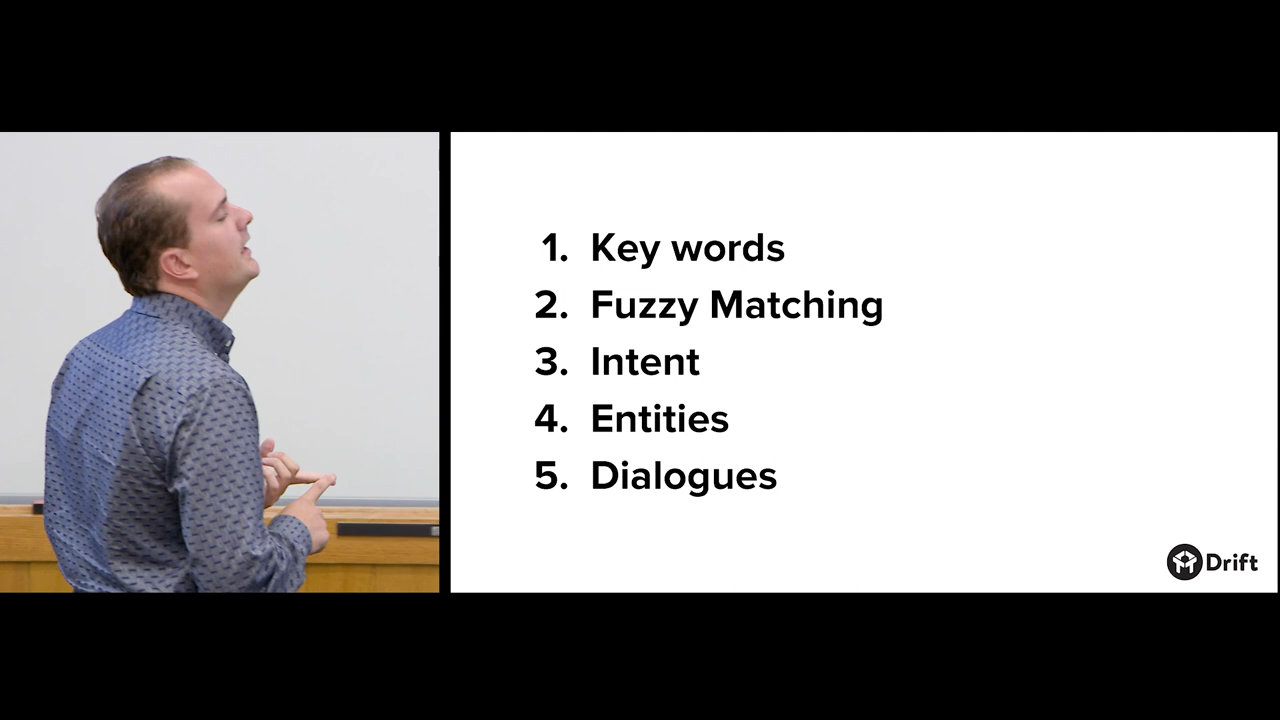 1. Key words
2. Fuzzy Matching
3. Intent
4. Entities
5. Dialogues
Drift